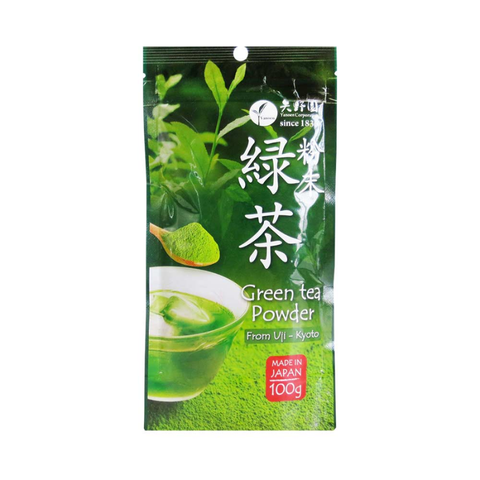 矢野園
Yanoen Corporation
since 183
粉末
緑茶
Green tea
Powder
From Uji - Kyoto
MADE IN
JAPAN
100g